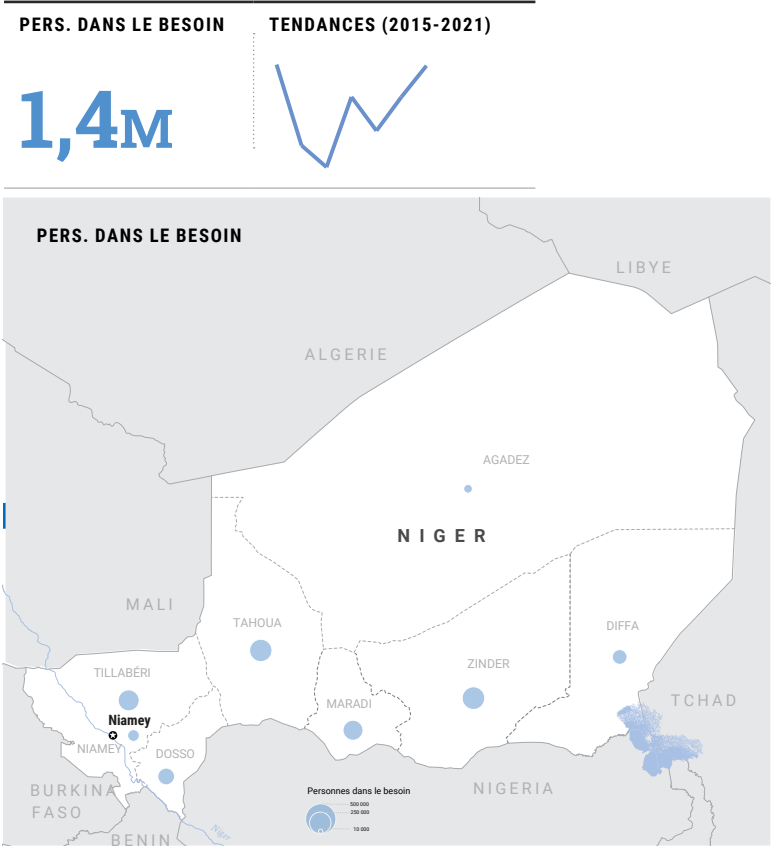 PERS. DANS LE BESOIN
TENDANCES (2015-2021)
1,4M
PERS. DANS LE BESOIN
LIBYE
ALGERIE
AGADEZ
NIGER
MALI
TAHOUA
DIFFA
ZINDER
TILLABÉRI
MARADI
TCHAD
Niamey
NIAMEY
DOSSO
BURKINA
FASO
NIGERIA
Personnes dans le besoin
500 000
250 000
10 000
Niger
BENIN